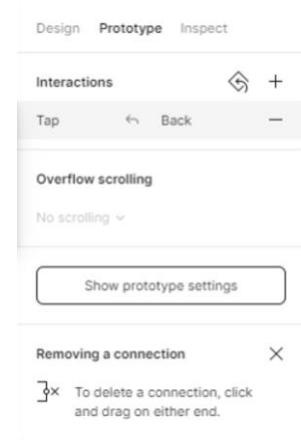 Design Prototype Inspect
Interactions
Tap Back
Overflow scrolling
No scrolling
Show prototype settings
Removing a connection
To delete a connection, click
and drag on either end.